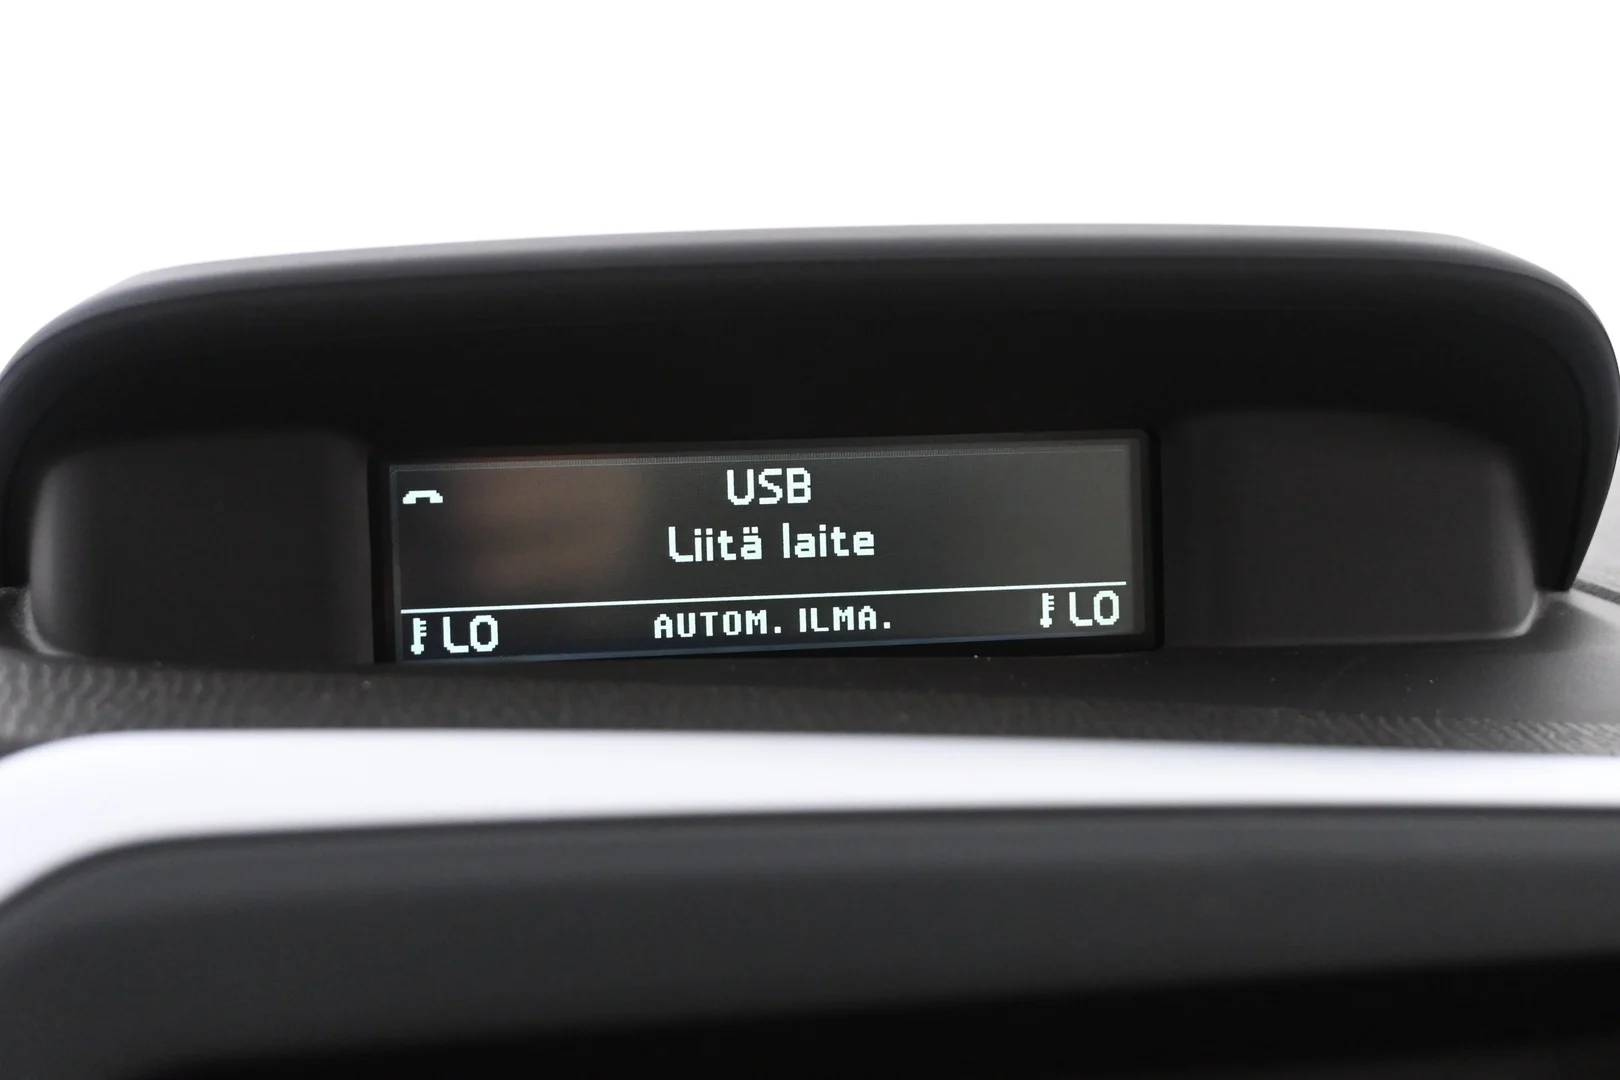 USB
Liitä laite
LO AUTOM. ILMA. LO